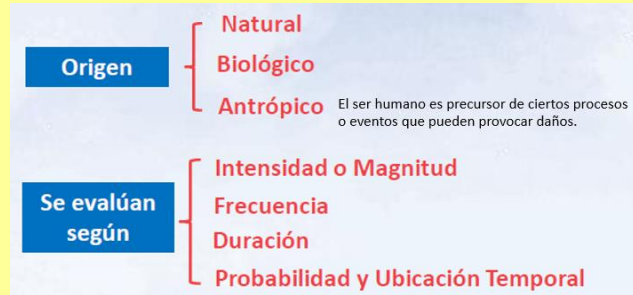 Natural
Origen
Biológico
Antrópico
El ser humano es precursor de ciertos procesos
o eventos que pueden provocar daños.
Intensidad o Magnitud
Se evalúan
según
Frecuencia
Duración
Probabilidad y Ubicación Temporal